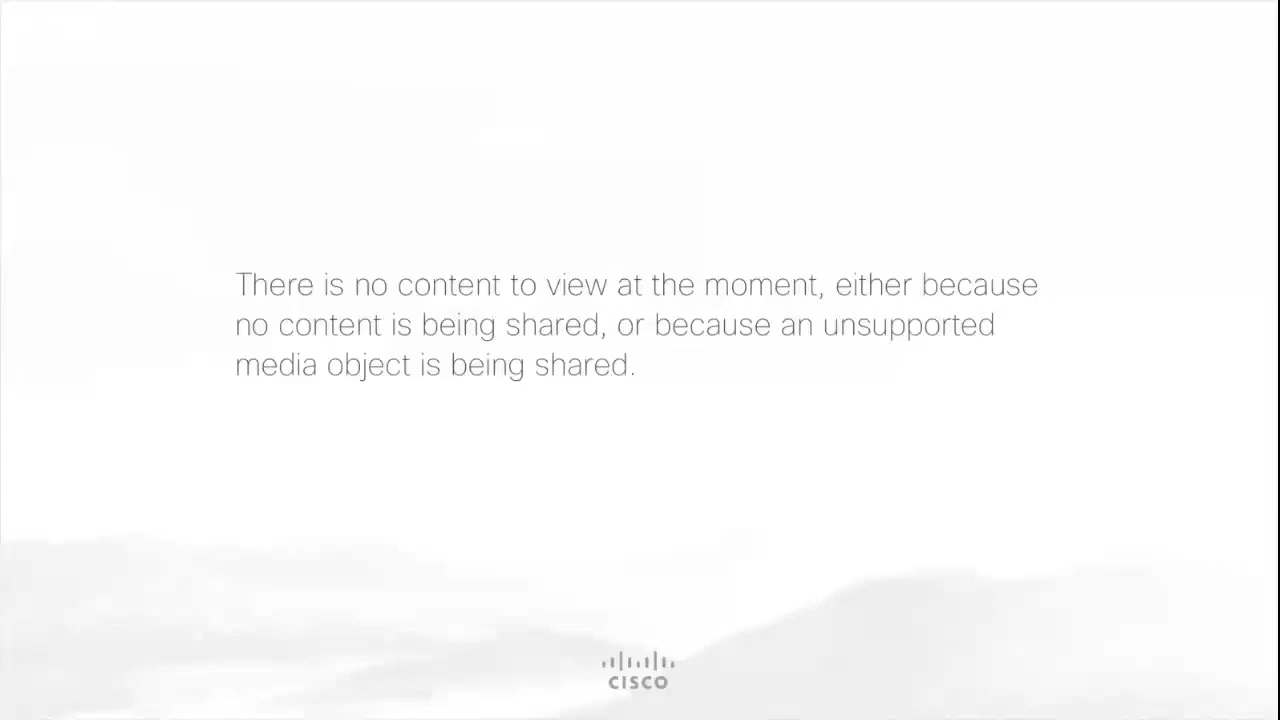 There is no content to view at the moment, either because
no content is being shared, or because an unsupported
media object is being shared.
CISCO